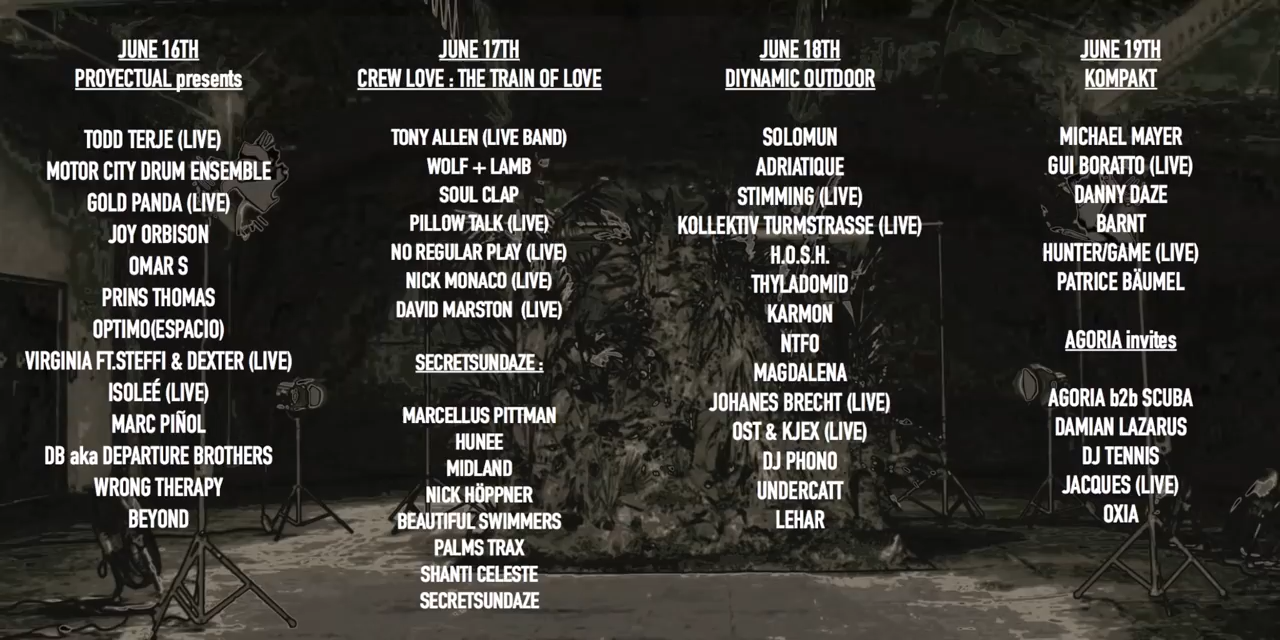 JUNE 16TH
PROYECTUAL presents
TODD TERJE (LIVE)
MOTOR CITY DRUM ENSEMBLE
GOLD PANDA (LIVE)
JOY ORBISON
OMAR S
PRINS THOMAS
OPTIMO(ESPACIO)
VIRGINIA FT.STEFFI & DEXTER (LIVE)
ISOLEÉ (LIVE)
MARC PIÑOL
DB aka DEPARTURE BROTHERS
WRONG THERAPY
BEYOND
JUNE 17TH
CREW LOVE : THE TRAIN OF LOVE
TONY ALLEN (LIVE BAND)
WOLF + LAMB
SOUL CLAP
PILLOW TALK (LIVE)
NO REGULAR PLAY (LIVE)
NICK MONACO (LIVE)
DAVID MARSTON (LIVE)
SECRETSUNDAZE :
MARCELLUS PITTMAN
HUNEE
MIDLAND
NICK HÖPPNER
BEAUTIFUL SWIMMERS
PALMS TRAX
SHANTI CELESTE
SECRETSUNDAZE
JUNE 18TH
DIYNAMIC OUTDOOR
SOLOMUN
ADRIATIQUE
STIMMING (LIVE)
KOLLEKTIV TURMSTRASSE (LIVE)
H.O.S.H.
THYLADOMID
KARMON
NTFO
MAGDALENA
JOHANES BRECHT (LIVE)
OST & KJEX (LIVE)
DJ PHONO
UNDERCATT
LEHAR
JUNE 19TH
KOMPAKT
MICHAEL MAYER
GUI BORATTO (LIVE)
DANNY DAZE
BARNT
HUNTER/GAME (LIVE)
PATRICE BÄUMEL
AGORIA invites
AGORIA b2b SCUBA
DAMIAN LAZARUS
DJ TENNIS
JACQUES (LIVE)
OXIA